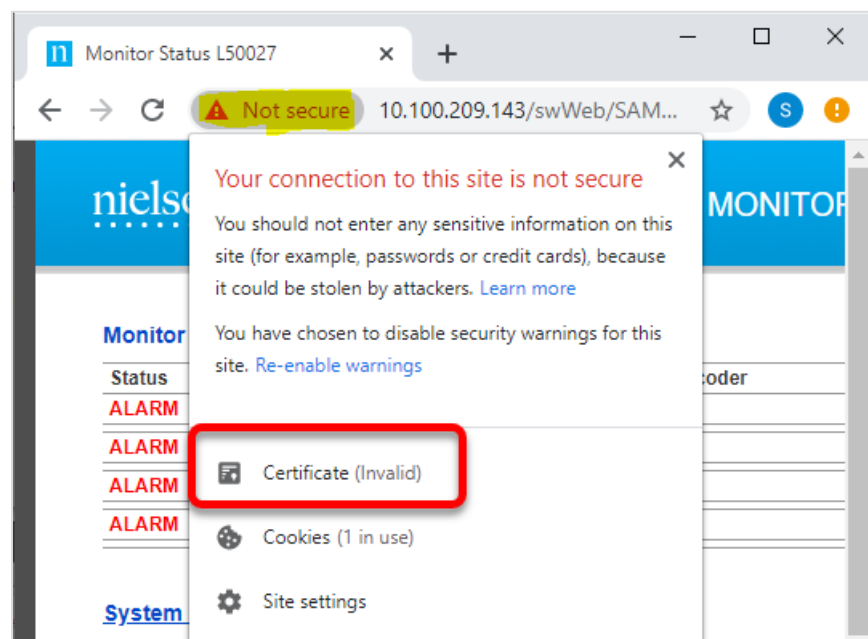 n Monitor Status L50027
Not secure 10.100.209.143/swWeb/SAM... S
Your connection to this site is not secure
MONITOR
You should not enter any sensitive information on this
site (for example, passwords or credit cards), because
it could be stolen by attackers. Learn more
You have chosen to disable security warnings for this
site. Re-enable warnings
Monitor
Status
ALARM
ALARM
ALARM
ALARM
Certificate (Invalid)
Cookies (1 in use)
Site settings
System